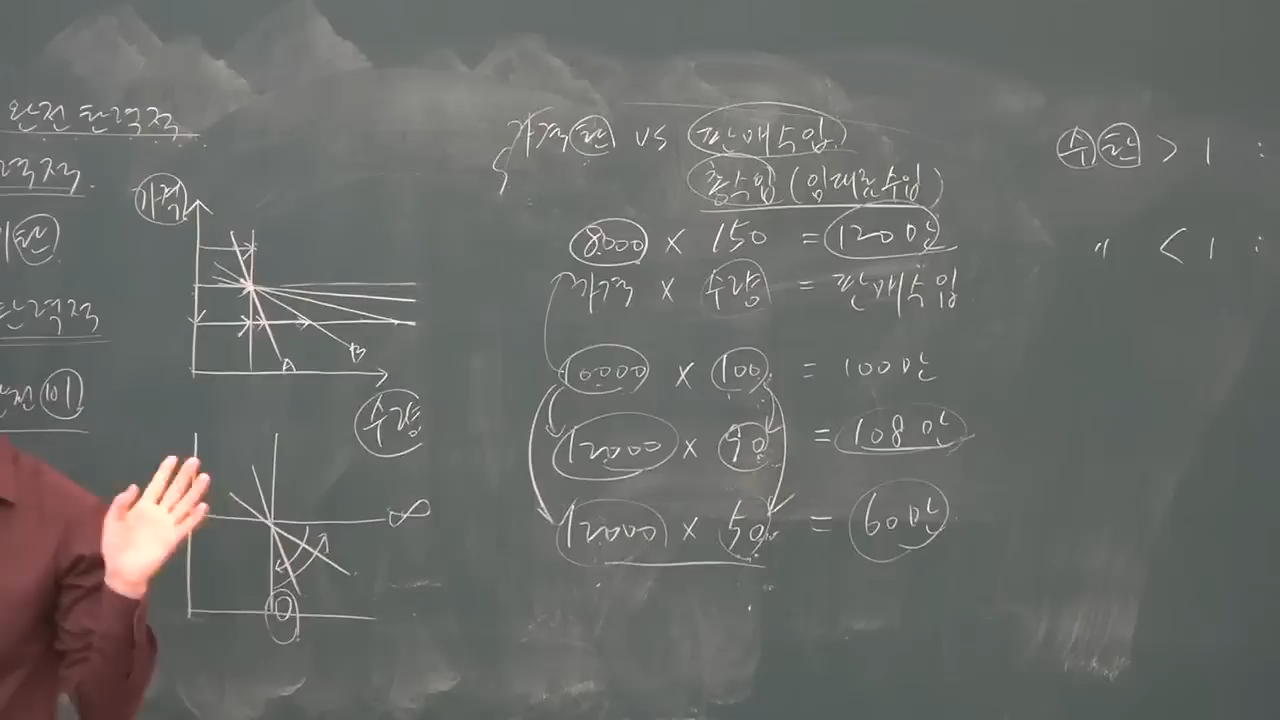 완전 탄력적
력적.
탄
탄력적
완전 비
가격
A
B
수량
∞
0
가격탄 vs 판매수입
총수입 (임대료수입)
8000 × 150 = 120만
가격 × 수량 = 판매수입
10000 × 100 = 100만
12000 × 90 = 108만
12000 × 50 = 60만
수탄 > 1 :
〃 < 1 :